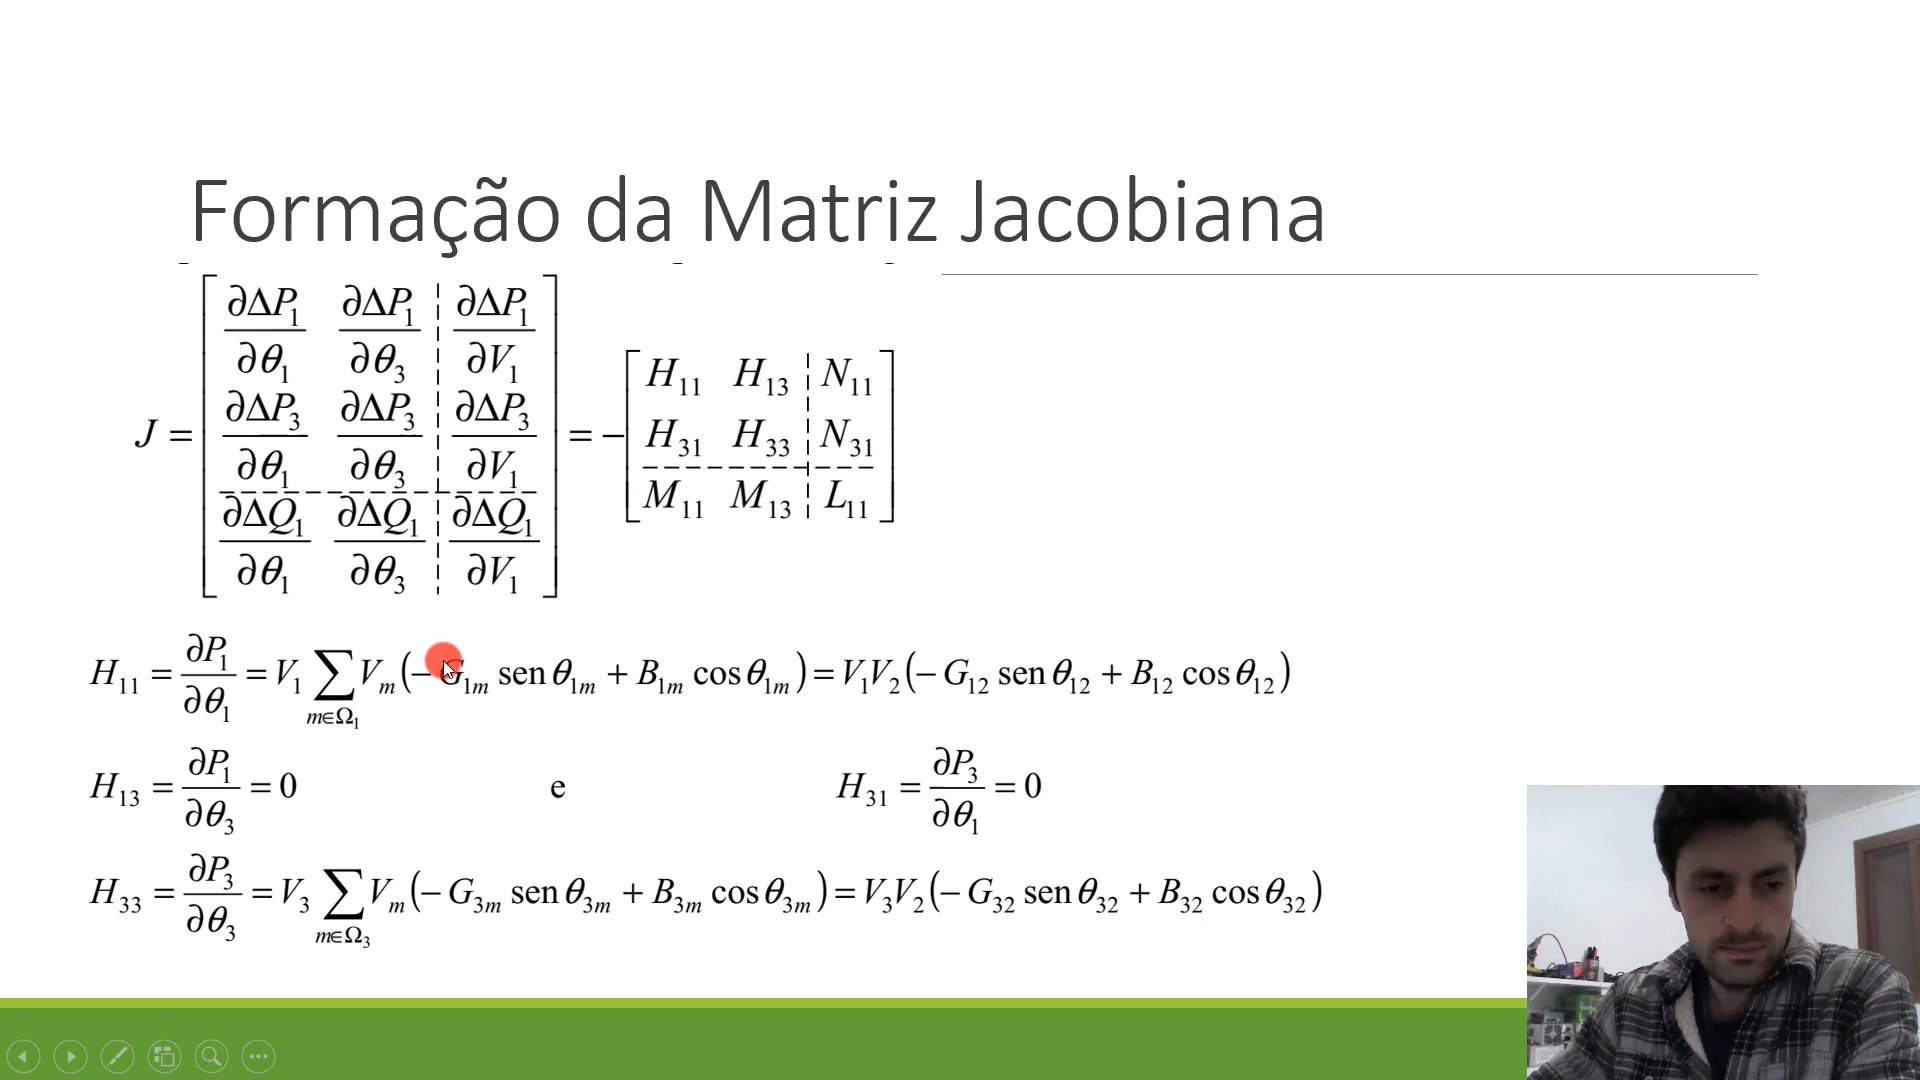 Formação da Matriz Jacobiana
J = [ ∂ΔP₁/∂θ₁ ∂ΔP₁/∂θ₃ ¦ ∂ΔP₁/∂V₁ ; ∂ΔP₃/∂θ₁ ∂ΔP₃/∂θ₃ ¦ ∂ΔP₃/∂V₁ ; ∂ΔQ₁/∂θ₁ ∂ΔQ₁/∂θ₃ ¦ ∂ΔQ₁/∂V₁ ] = − [ H₁₁ H₁₃ ¦ N₁₁ ; H₃₁ H₃₃ ¦ N₃₁ ; M₁₁ M₁₃ ¦ L₁₁ ]
H₁₁ = ∂P₁/∂θ₁ = V₁ ∑_{m∈Ω₁} Vₘ(− G₁ₘ sen θ₁ₘ + B₁ₘ cos θ₁ₘ) = V₁V₂(− G₁₂ sen θ₁₂ + B₁₂ cos θ₁₂)
H₁₃ = ∂P₁/∂θ₃ = 0 e H₃₁ = ∂P₃/∂θ₁ = 0
H₃₃ = ∂P₃/∂θ₃ = V₃ ∑_{m∈Ω₃} Vₘ(− G₃ₘ sen θ₃ₘ + B₃ₘ cos θ₃ₘ) = V₃V₂(− G₃₂ sen θ₃₂ + B₃₂ cos θ₃₂)